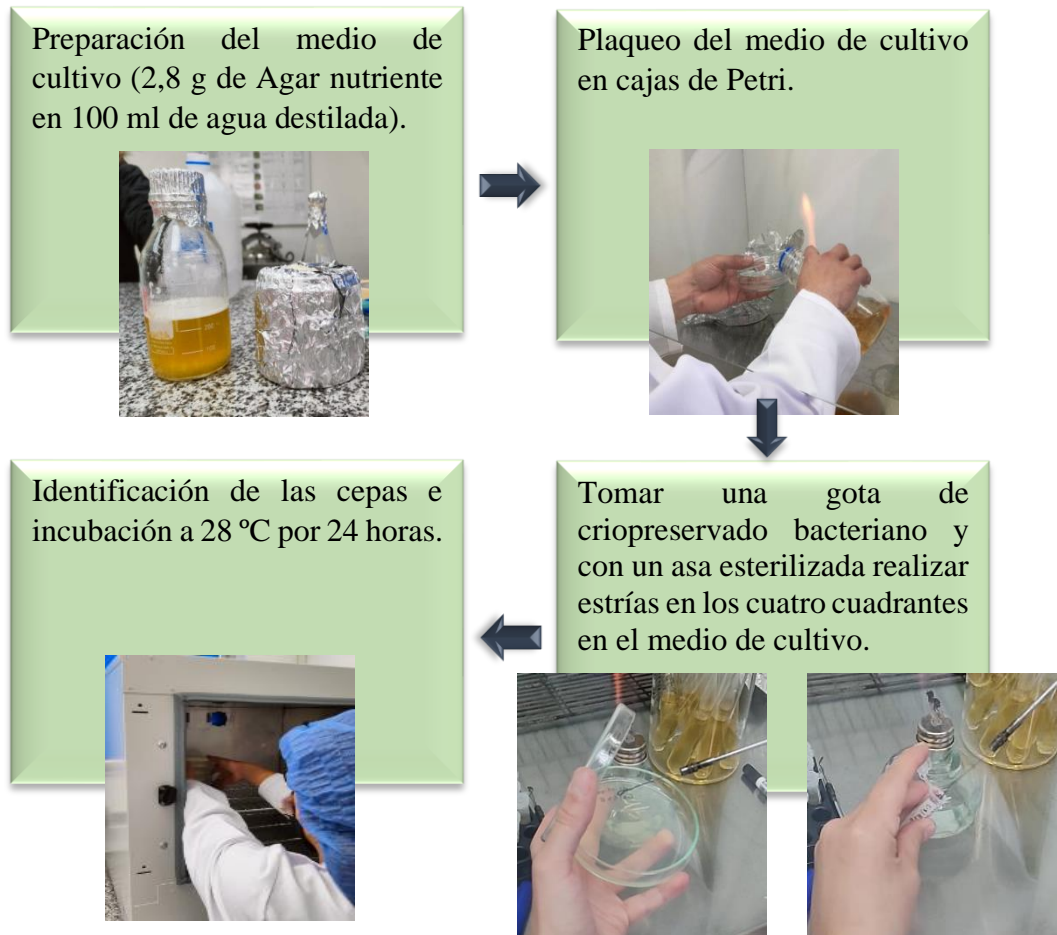 Preparación del medio de
cultivo (2,8 g de Agar nutriente
en 100 ml de agua destilada).
Plaqueo del medio de cultivo
en cajas de Petri.
Tomar una gota de
criopreservado bacteriano y
con un asa esterilizada realizar
estrías en los cuatro cuadrantes
en el medio de cultivo.
Identificación de las cepas e
incubación a 28 ºC por 24 horas.